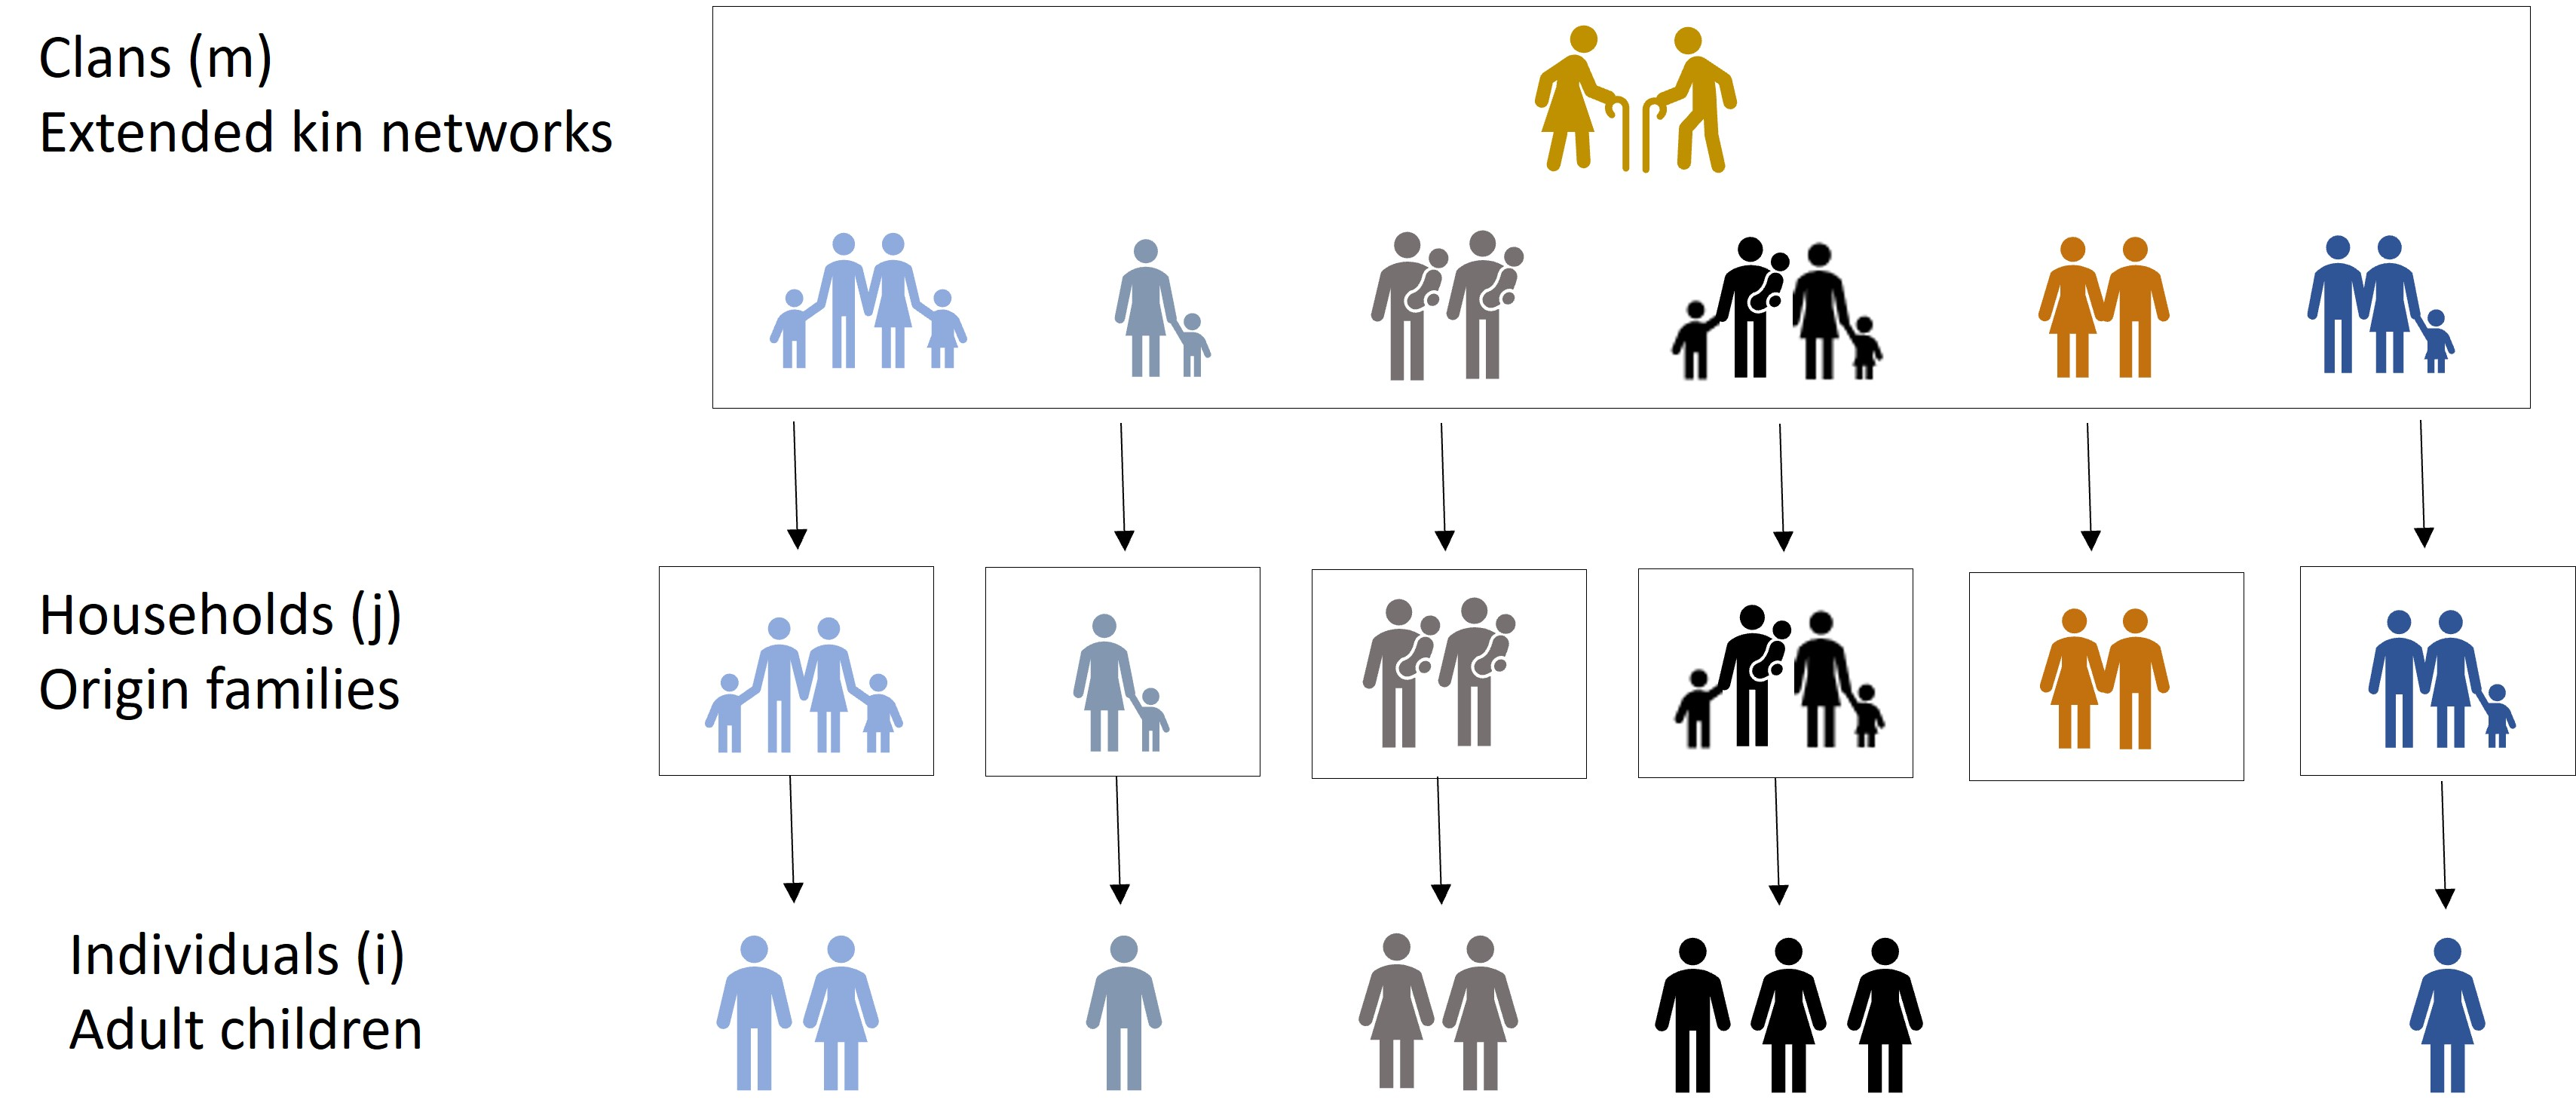 Clans (m)
Extended kin networks
Households (j)
Origin families
Individuals (i)
Adult children